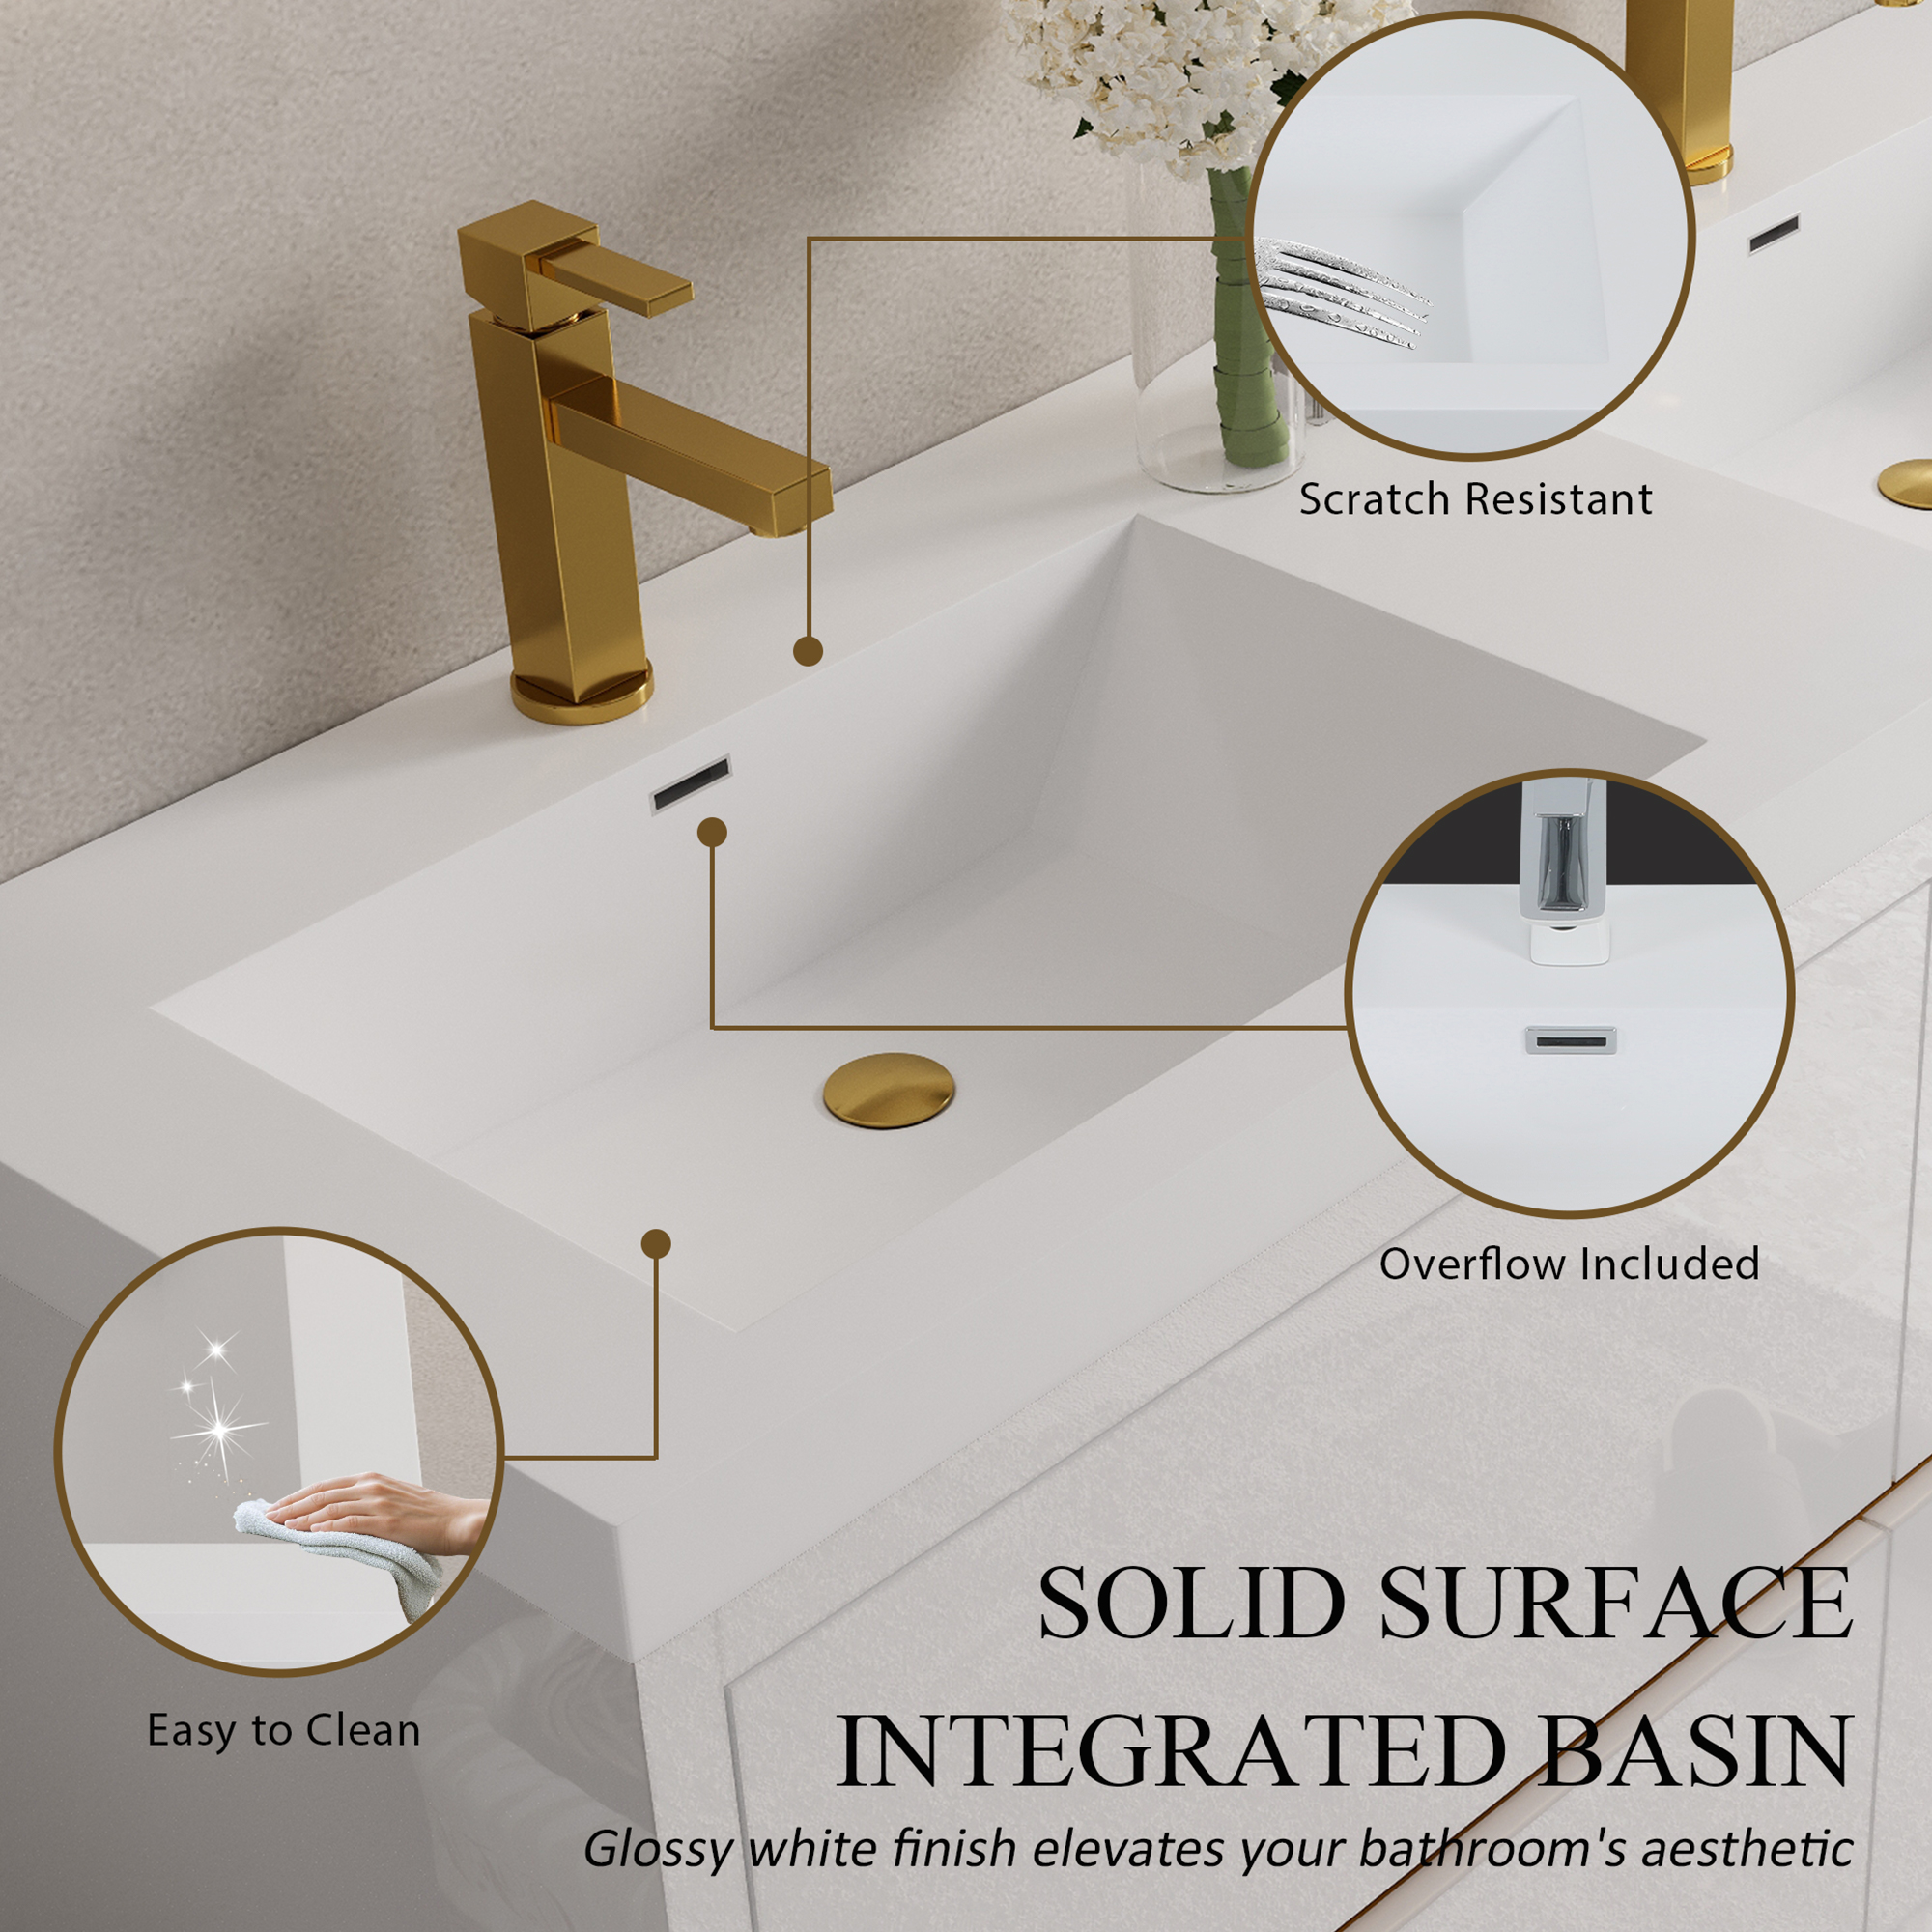 Scratch Resistant
Overflow Included
Easy to Clean
SOLID SURFACE
INTEGRATED BASIN
Glossy white finish elevates your bathroom's aesthetic